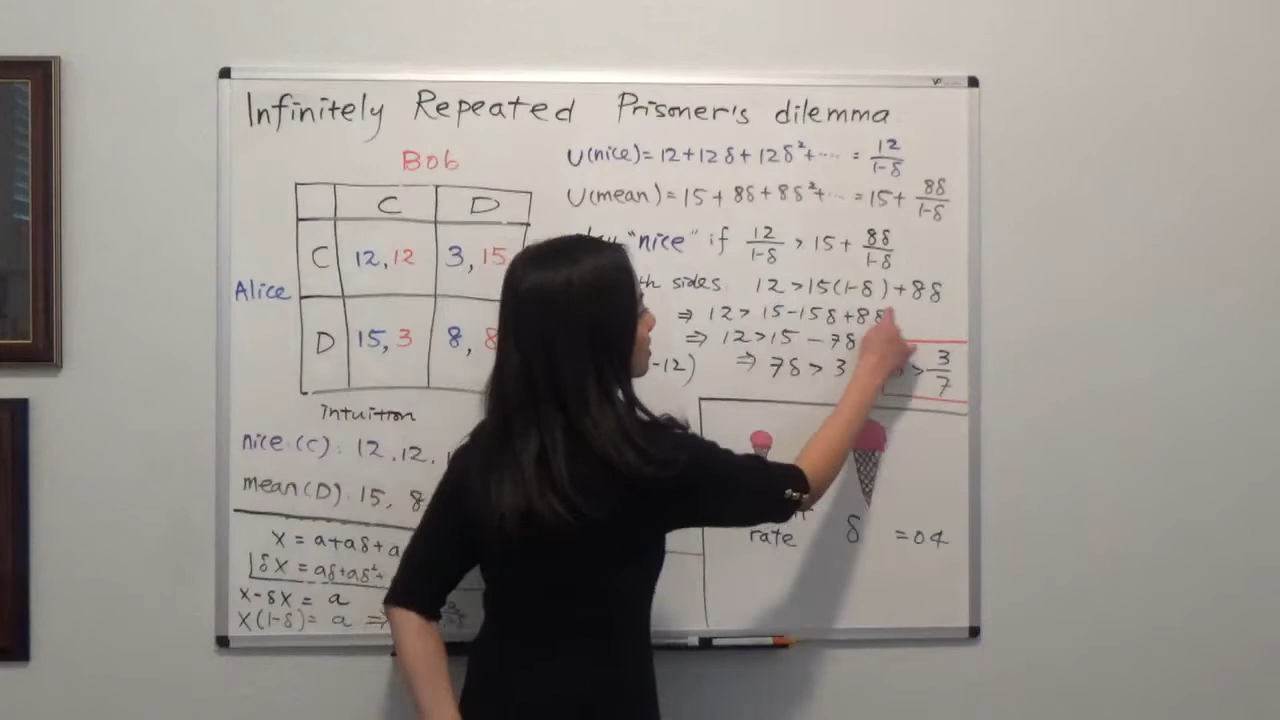 Infinitely Repeated Prisoner's dilemma
Bob
C D
C 12,12 3,15
Alice
D 15,3 8,8
intuition
nice (C): 12.12.
mean(D): 15, 8
X = a+aδ+a
δX = aδ+aδ²+
X-δX = a
X(1-δ)= a ⇒
U(nice)=12+12δ+12δ²+···· = 12/1-δ
U(mean)=15+8δ+8δ²+···· =15+ 8δ/1-δ
"nice" if 12/1-δ > 15+ 8δ/1-δ
sides: 12>15(1-δ)+8δ
⇒ 12> 15-15δ+8δ
⇒ 12>15 - 7δ
-12) ⇒ 7δ > 3 > 3/7
rate δ =04